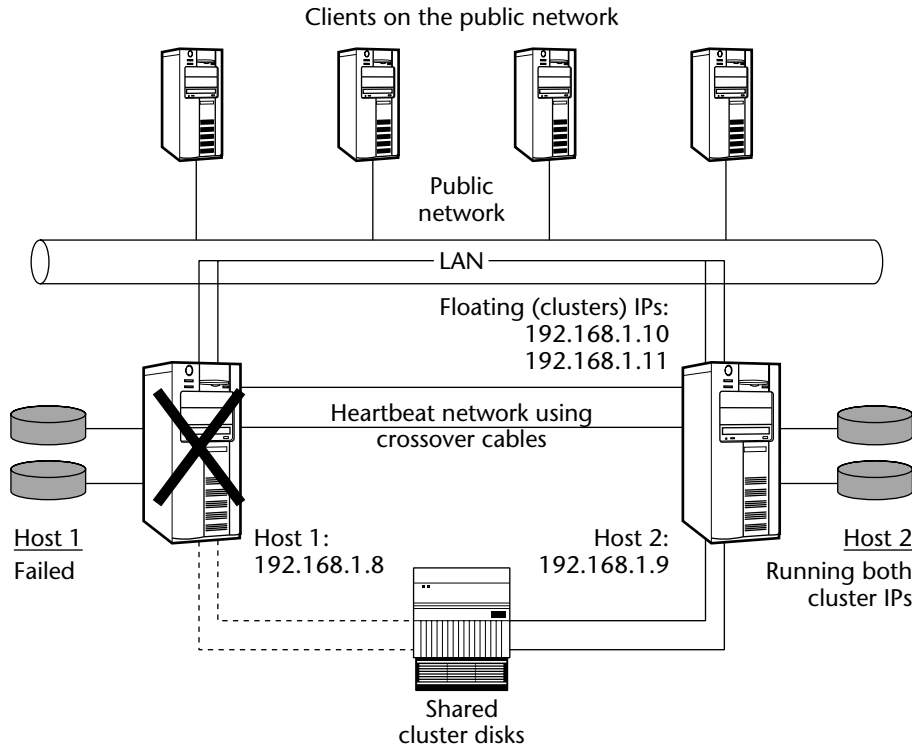 Clients on the public network
Public
network
LAN
Floating (clusters) IPs:
192.168.1.10
192.168.1.11
Heartbeat network using
crossover cables
Host 1
Failed
Host 1:
192.168.1.8
Host 2:
192.168.1.9
Host 2
Running both
cluster IPs
Shared
cluster disks